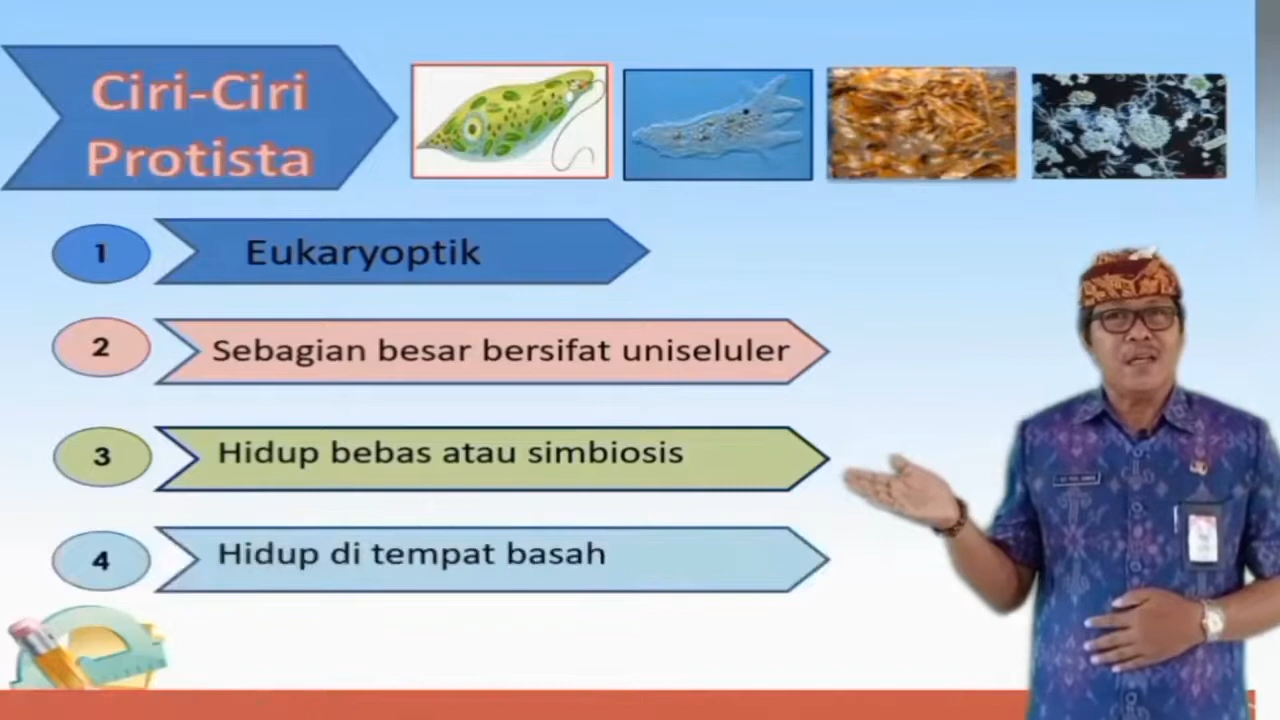 Ciri-Ciri
Protista
1
Eukaryoptik
2
Sebagian besar bersifat uniseluler
3
Hidup bebas atau simbiosis
4
Hidup di tempat basah